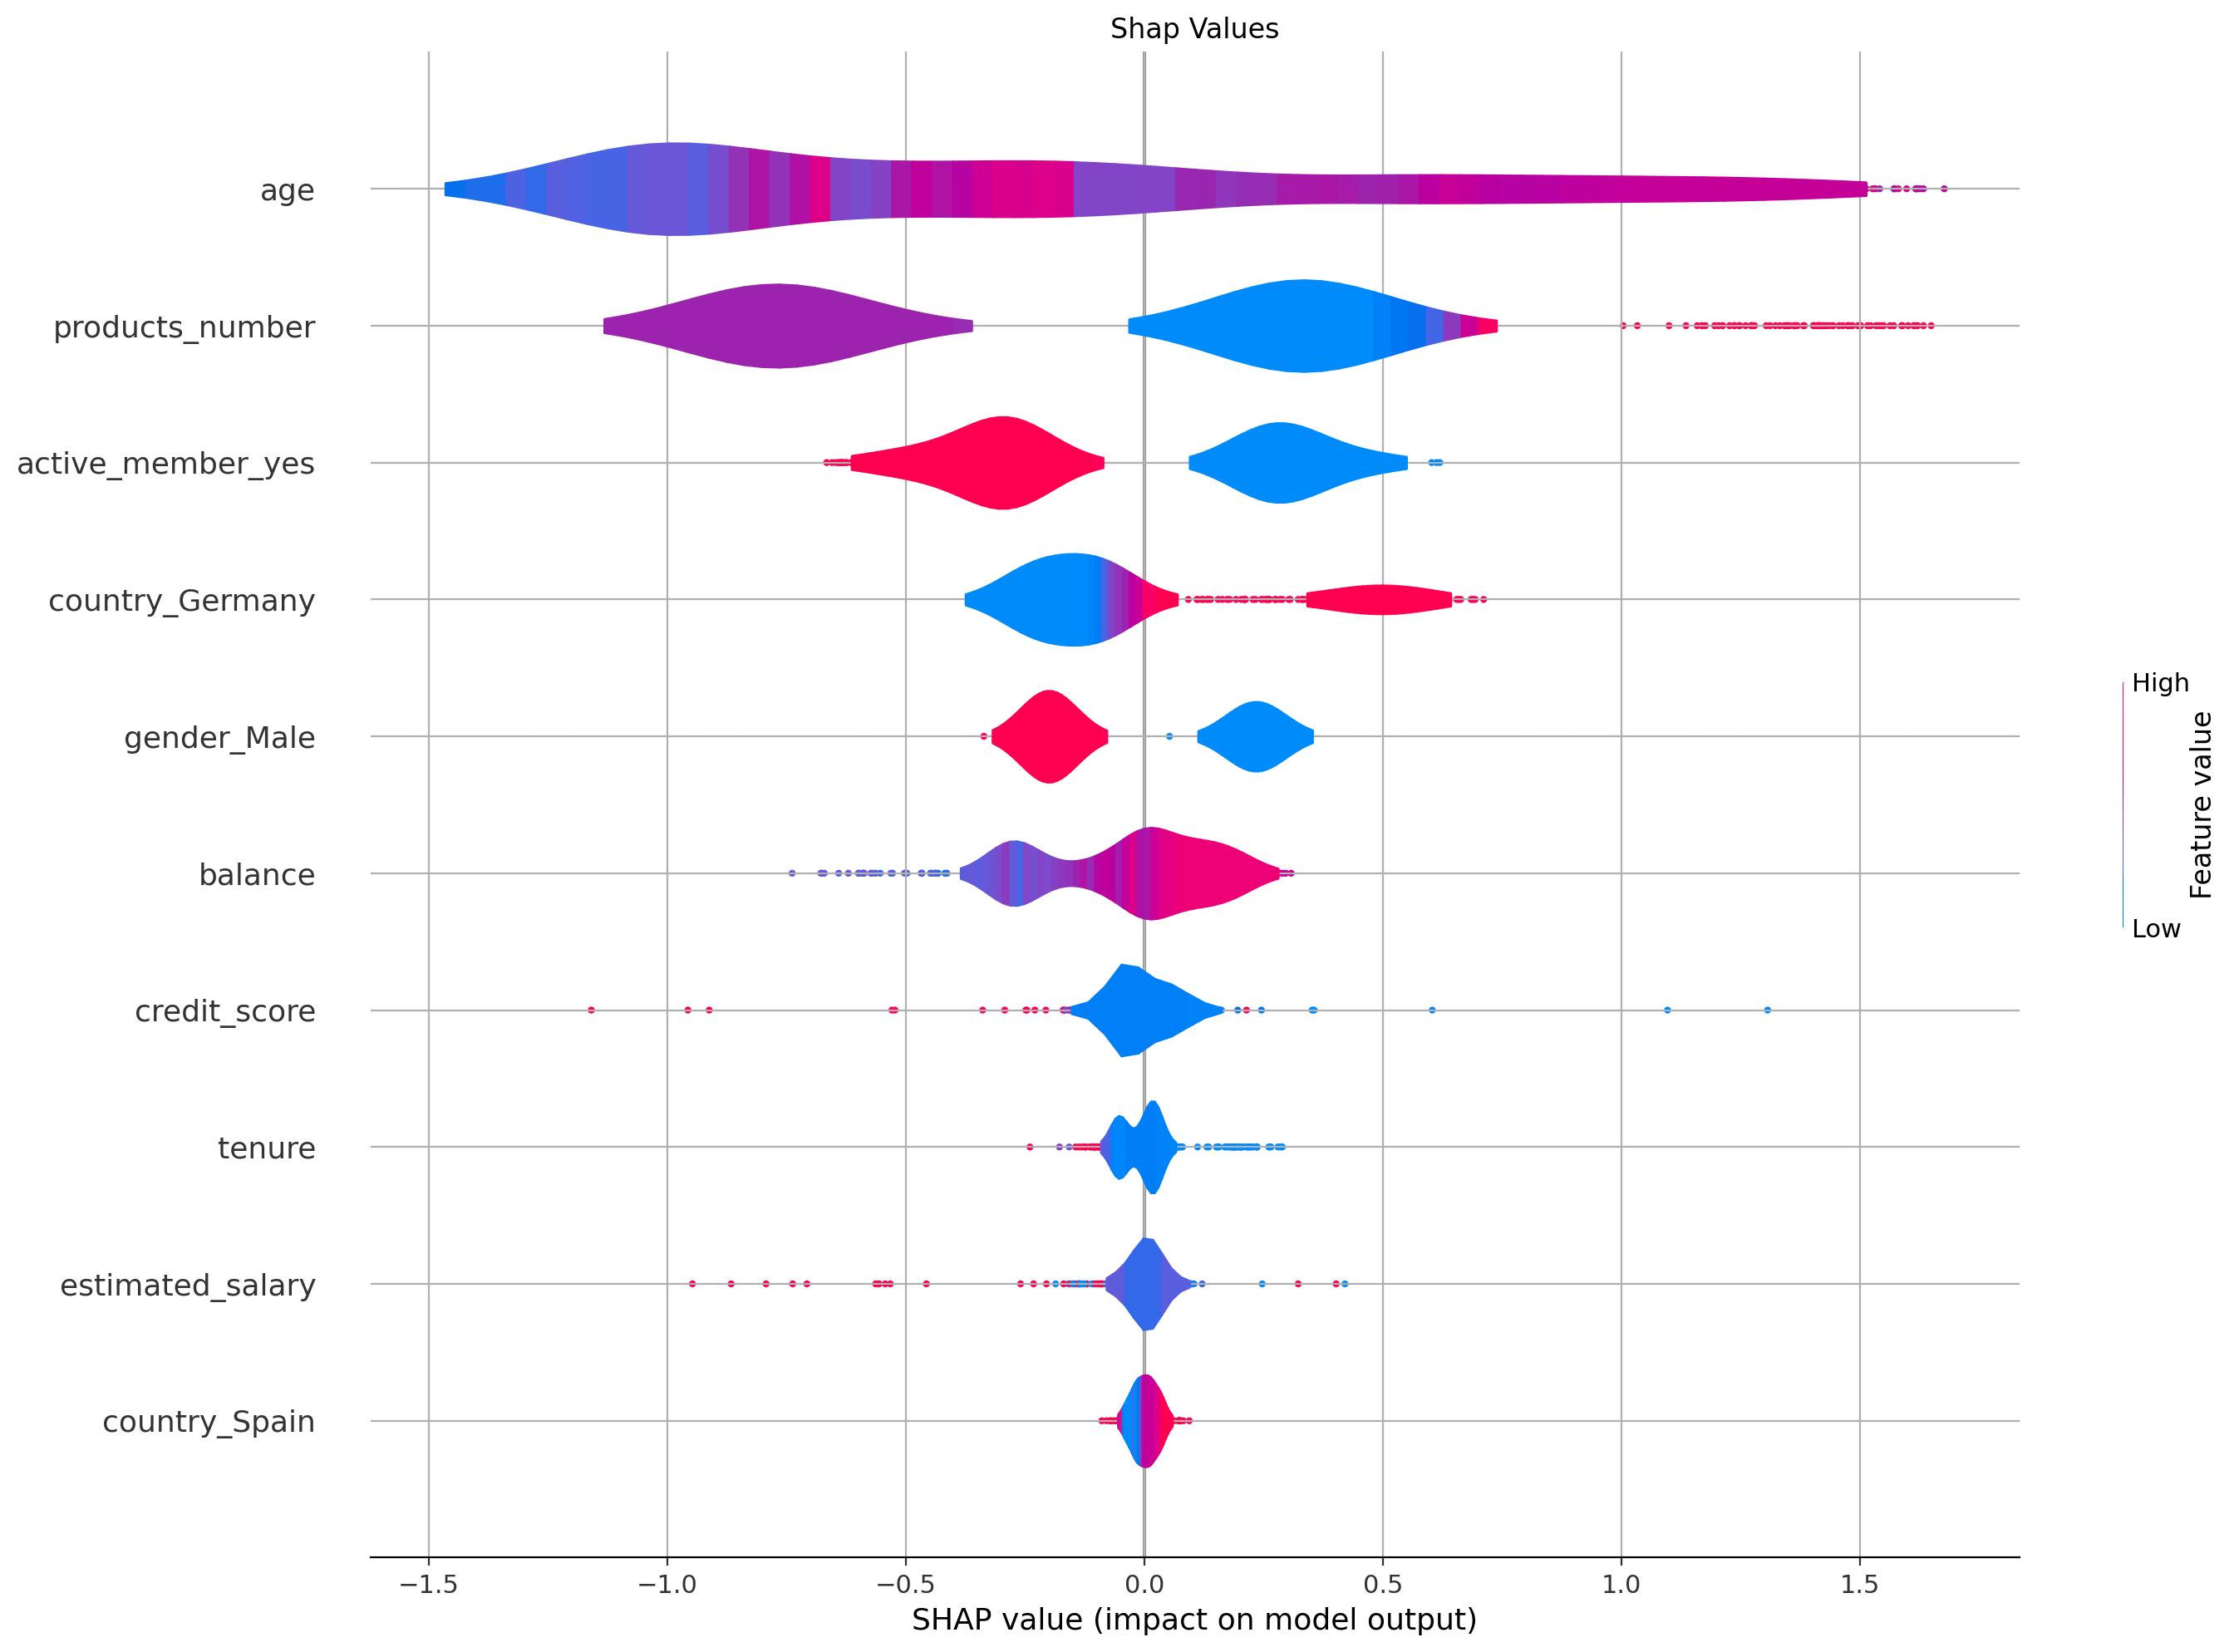 Shap Values
age
products_number
active_member_yes
country_Germany
gender_Male
balance
credit_score
tenure
estimated_salary
country_Spain
High
Feature value
Low
−1.5 −1.0 −0.5 0.0 0.5 1.0 1.5
SHAP value (impact on model output)